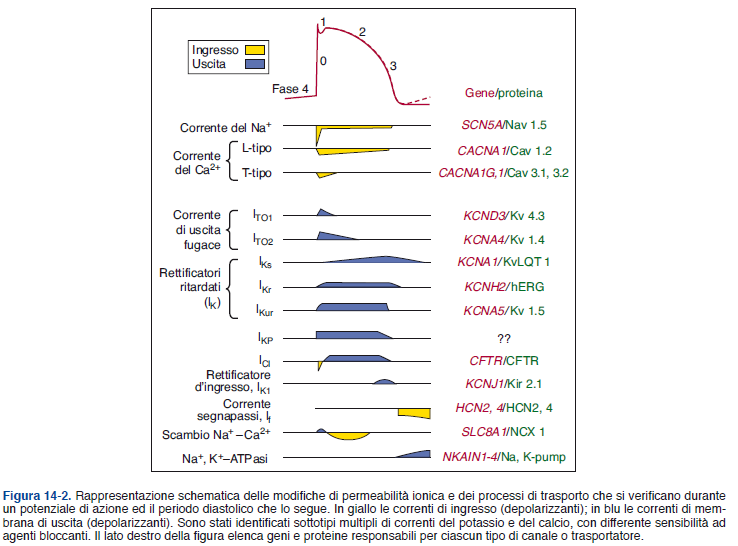 1
2
Ingresso
Uscita
0
3
Fase 4
Gene/proteina
Corrente del Na+
SCN5A/Nav 1.5
Corrente
del Ca2+
L-tipo
CACNA1/Cav 1.2
T-tipo
CACNA1G,1/Cav 3.1, 3.2
Corrente
di uscita
fugace
ITO1
KCND3/Kv 4.3
ITO2
KCNA4/Kv 1.4
Rettificatori
ritardati
(IK)
IKs
KCNA1/KvLQT 1
IKr
KCNH2/hERG
IKur
KCNA5/Kv 1.5
IKP
??
ICl
CFTR/CFTR
Rettificatore
d'ingresso, IK1
KCNJ1/Kir 2.1
Corrente
segnapassi, If
HCN2, 4/HCN2, 4
Scambio Na+–Ca2+
SLC8A1/NCX 1
Na+, K+–ATPasi
NKAIN1-4/Na, K-pump
Figura 14-2. Rappresentazione schematica delle modifiche di permeabilità ionica e dei processi di trasporto che si verificano durante
un potenziale di azione ed il periodo diastolico che lo segue. In giallo le correnti di ingresso (depolarizzanti); in blu le correnti di mem-
brana di uscita (depolarizzanti). Sono stati identificati sottotipi multipli di correnti del potassio e del calcio, con differente sensibilità ad
agenti bloccanti. Il lato destro della figura elenca geni e proteine responsabili per ciascun tipo di canale o trasportatore.